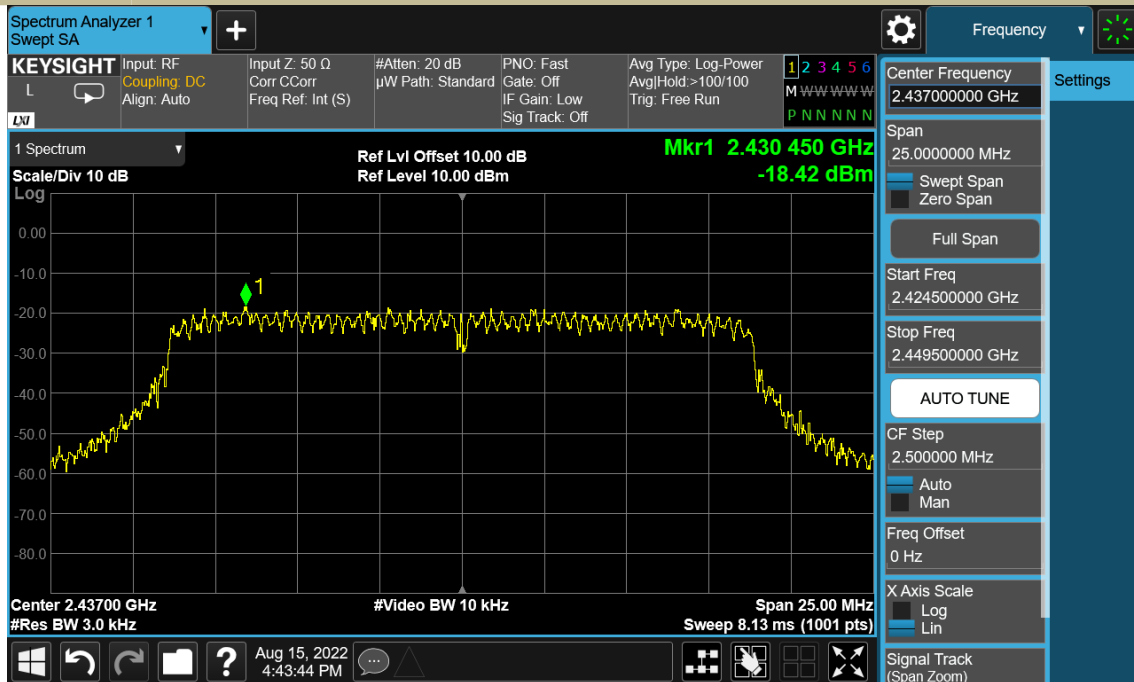 Spectrum Analyzer 1
Swept SA
Frequency
KEYSIGHT
L
LXI
Input: RF
Coupling: DC
Align: Auto
Input Z: 50 Ω
Corr CCorr
Freq Ref: Int (S)
#Atten: 20 dB
µW Path: Standard
PNO: Fast
Gate: Off
IF Gain: Low
Sig Track: Off
Avg Type: Log-Power
Avg|Hold:>100/100
Trig: Free Run
1 2 3 4 5 6
M W W W W W
P N N N N N
1 Spectrum
Scale/Div 10 dB
Ref Lvl Offset 10.00 dB
Ref Level 10.00 dBm
Mkr1 2.430 450 GHz
-18.42 dBm
Log
0.00
-10.0
-20.0
-30.0
-40.0
-50.0
-60.0
-70.0
-80.0
1
Center 2.43700 GHz
#Video BW 10 kHz
Span 25.00 MHz
#Res BW 3.0 kHz
Sweep 8.13 ms (1001 pts)
?
Aug 15, 2022
4:43:44 PM
Center Frequency
2.437000000 GHz
Span
25.0000000 MHz
Swept Span
Zero Span
Full Span
Start Freq
2.424500000 GHz
Stop Freq
2.449500000 GHz
AUTO TUNE
CF Step
2.500000 MHz
Auto
Man
Freq Offset
0 Hz
X Axis Scale
Log
Lin
Signal Track
(Span Zoom)
Settings